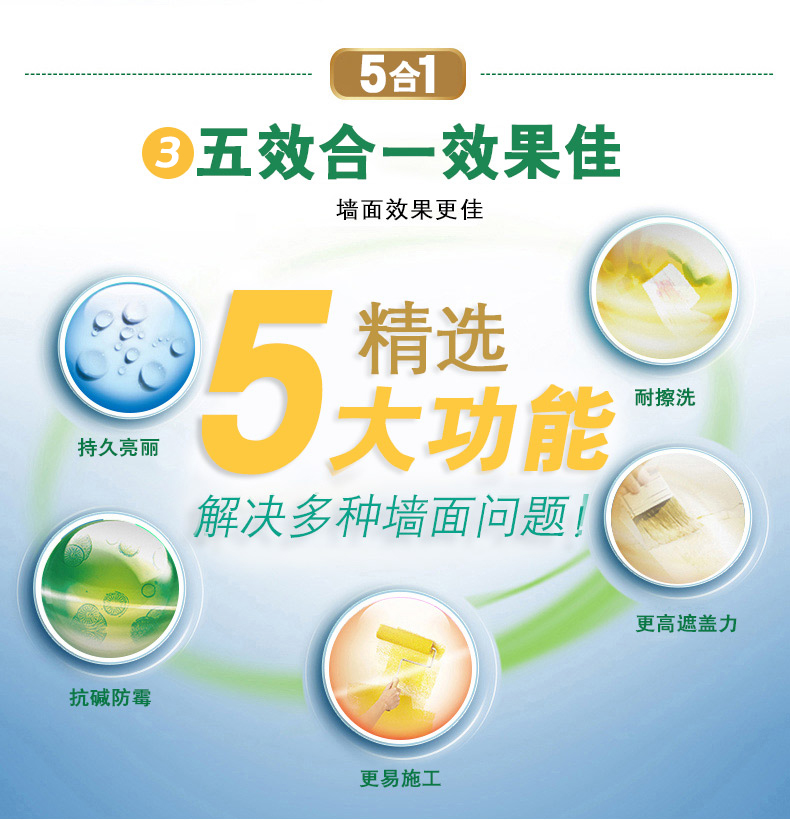 5合1
3 五效合一效果佳
墙面效果更佳
5 精选
大功能
解决多种墙面问题!
耐擦洗
持久亮丽
更高遮盖力
抗碱防霉
更易施工